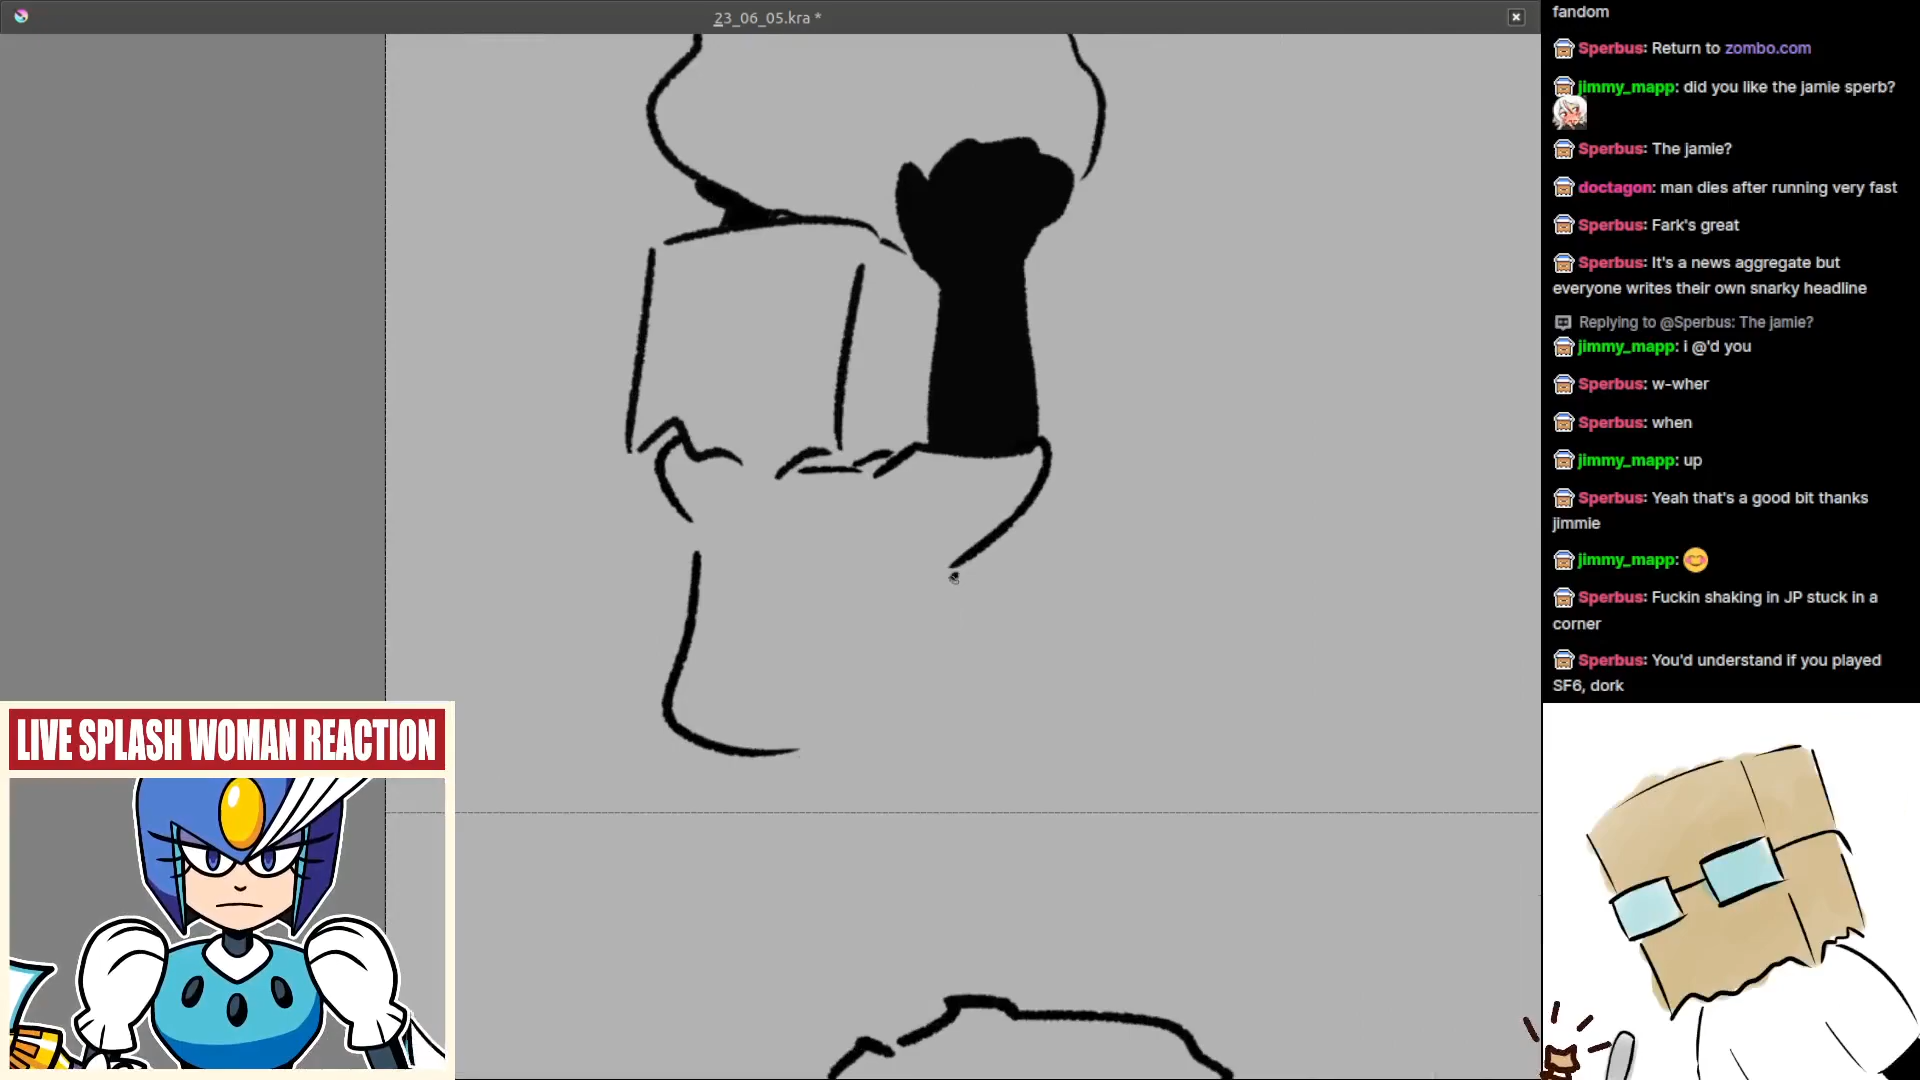 23_06_05.kra *
fandom
Sperbus: Return to zombo.com
jimmy_mapp: did you like the jamie sperb?
Sperbus: The jamie?
doctagon: man dies after running very fast
Sperbus: Fark's great
Sperbus: It's a news aggregate but
everyone writes their own snarky headline
Replying to @Sperbus: The jamie?
jimmy_mapp: i @'d you
Sperbus: w-wher
Sperbus: when
jimmy_mapp: up
Sperbus: Yeah that's a good bit thanks
jimmie
jimmy_mapp: 😊
Sperbus: Fuckin shaking in JP stuck in a
corner
Sperbus: You'd understand if you played
SF6, dork
LIVE SPLASH WOMAN REACTION